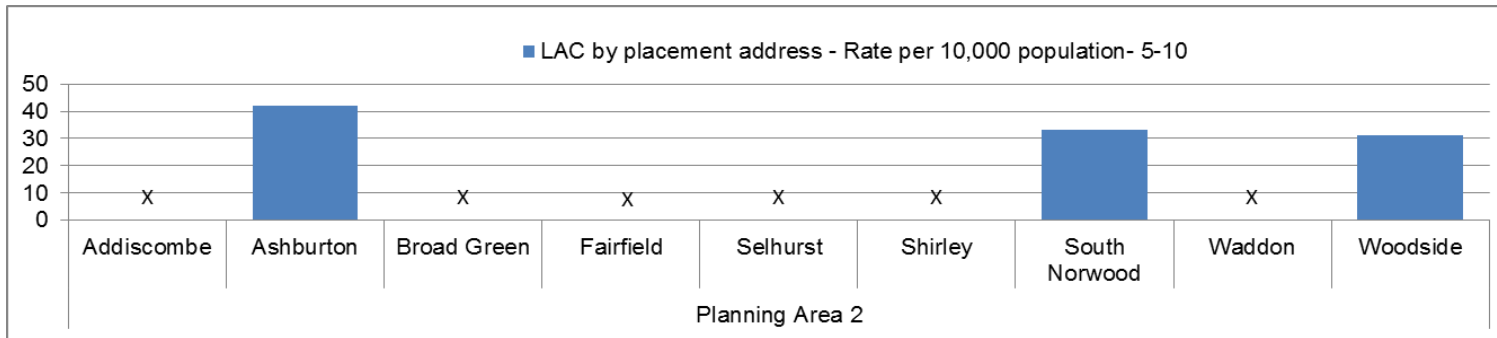 LAC by placement address - Rate per 10,000 population- 5-10
50
40
30
20
10
0
X
X
X
X
X
X
Addiscombe
Ashburton
Broad Green
Fairfield
Selhurst
Shirley
South
Norwood
Waddon
Woodside
Planning Area 2